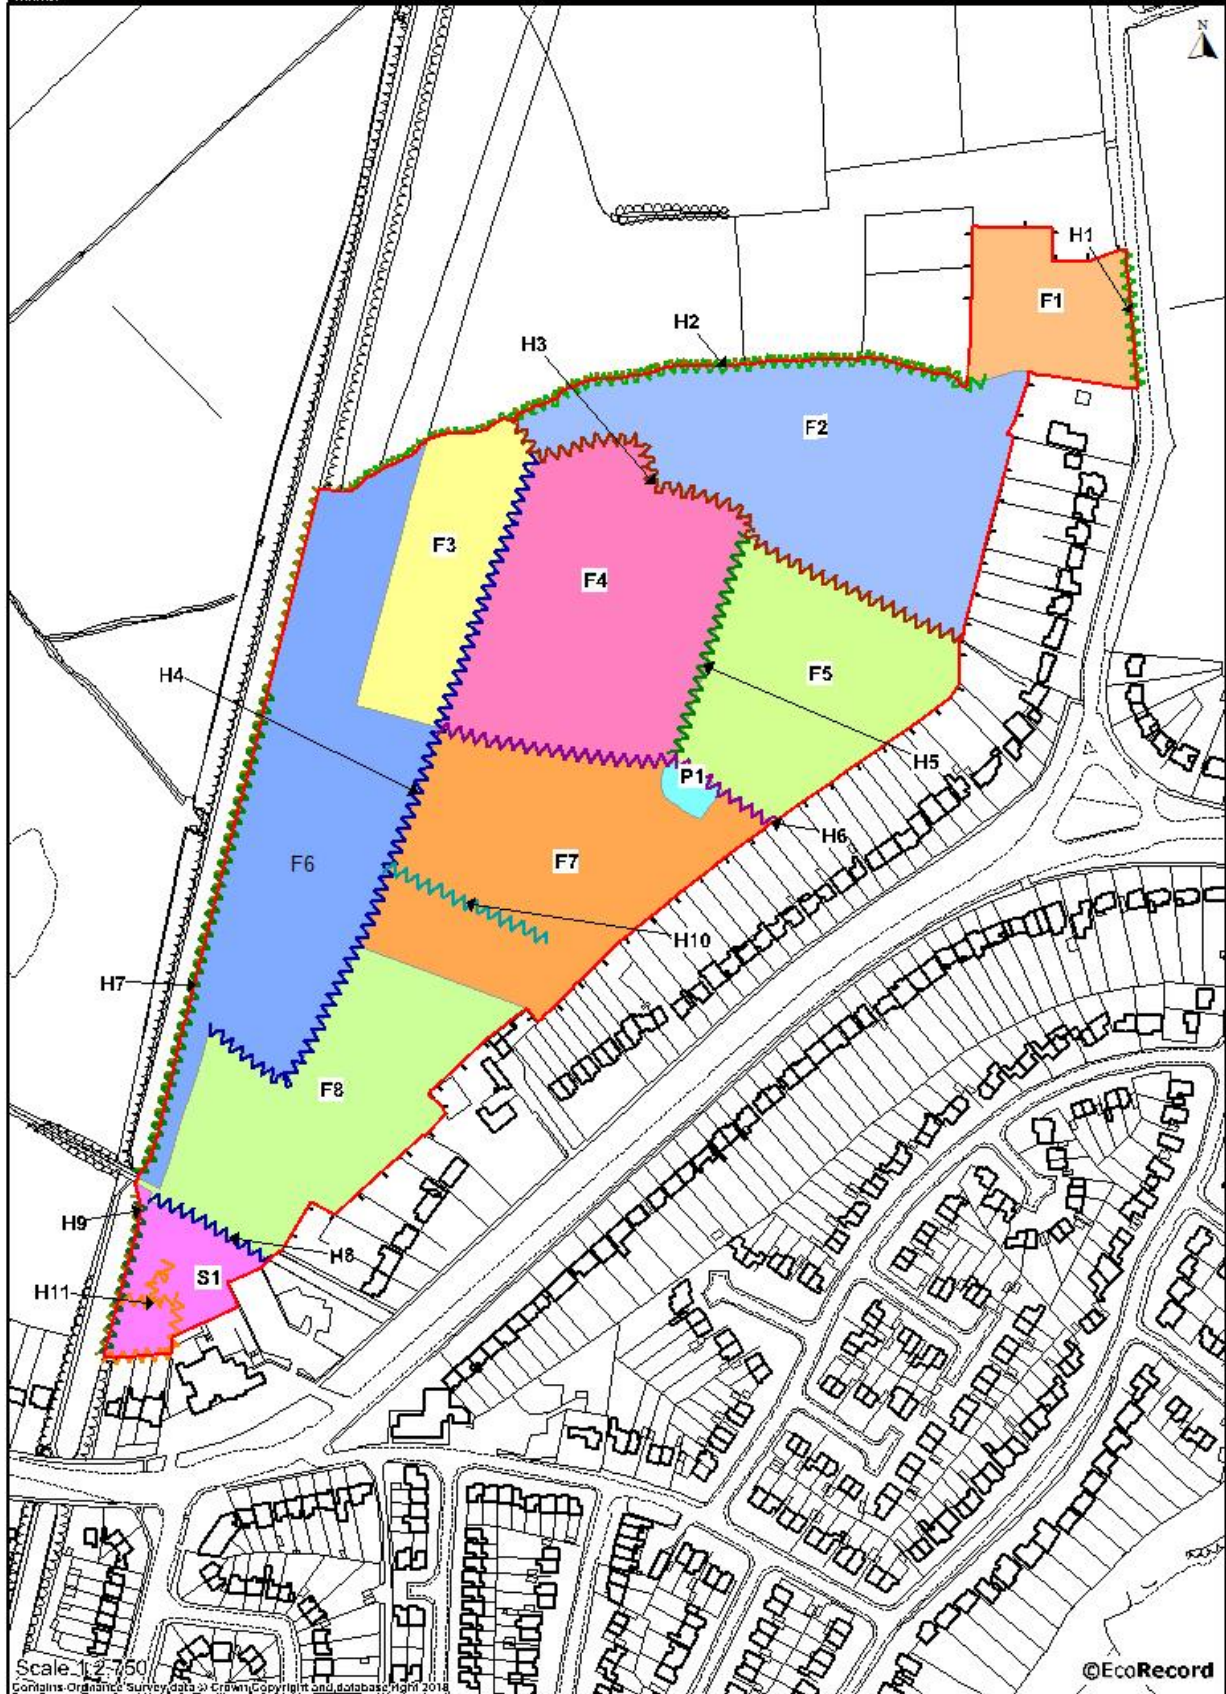 N
H1
F1
H2
H3
F2
F3
F4
H4
F5
H5
P1
H6
F6
F7
H10
H7
F8
H9
H8
S1
H11
Scale 1:2,750
©EcoRecord
Contains Ordnance Survey data © Crown Copyright and database right 2018